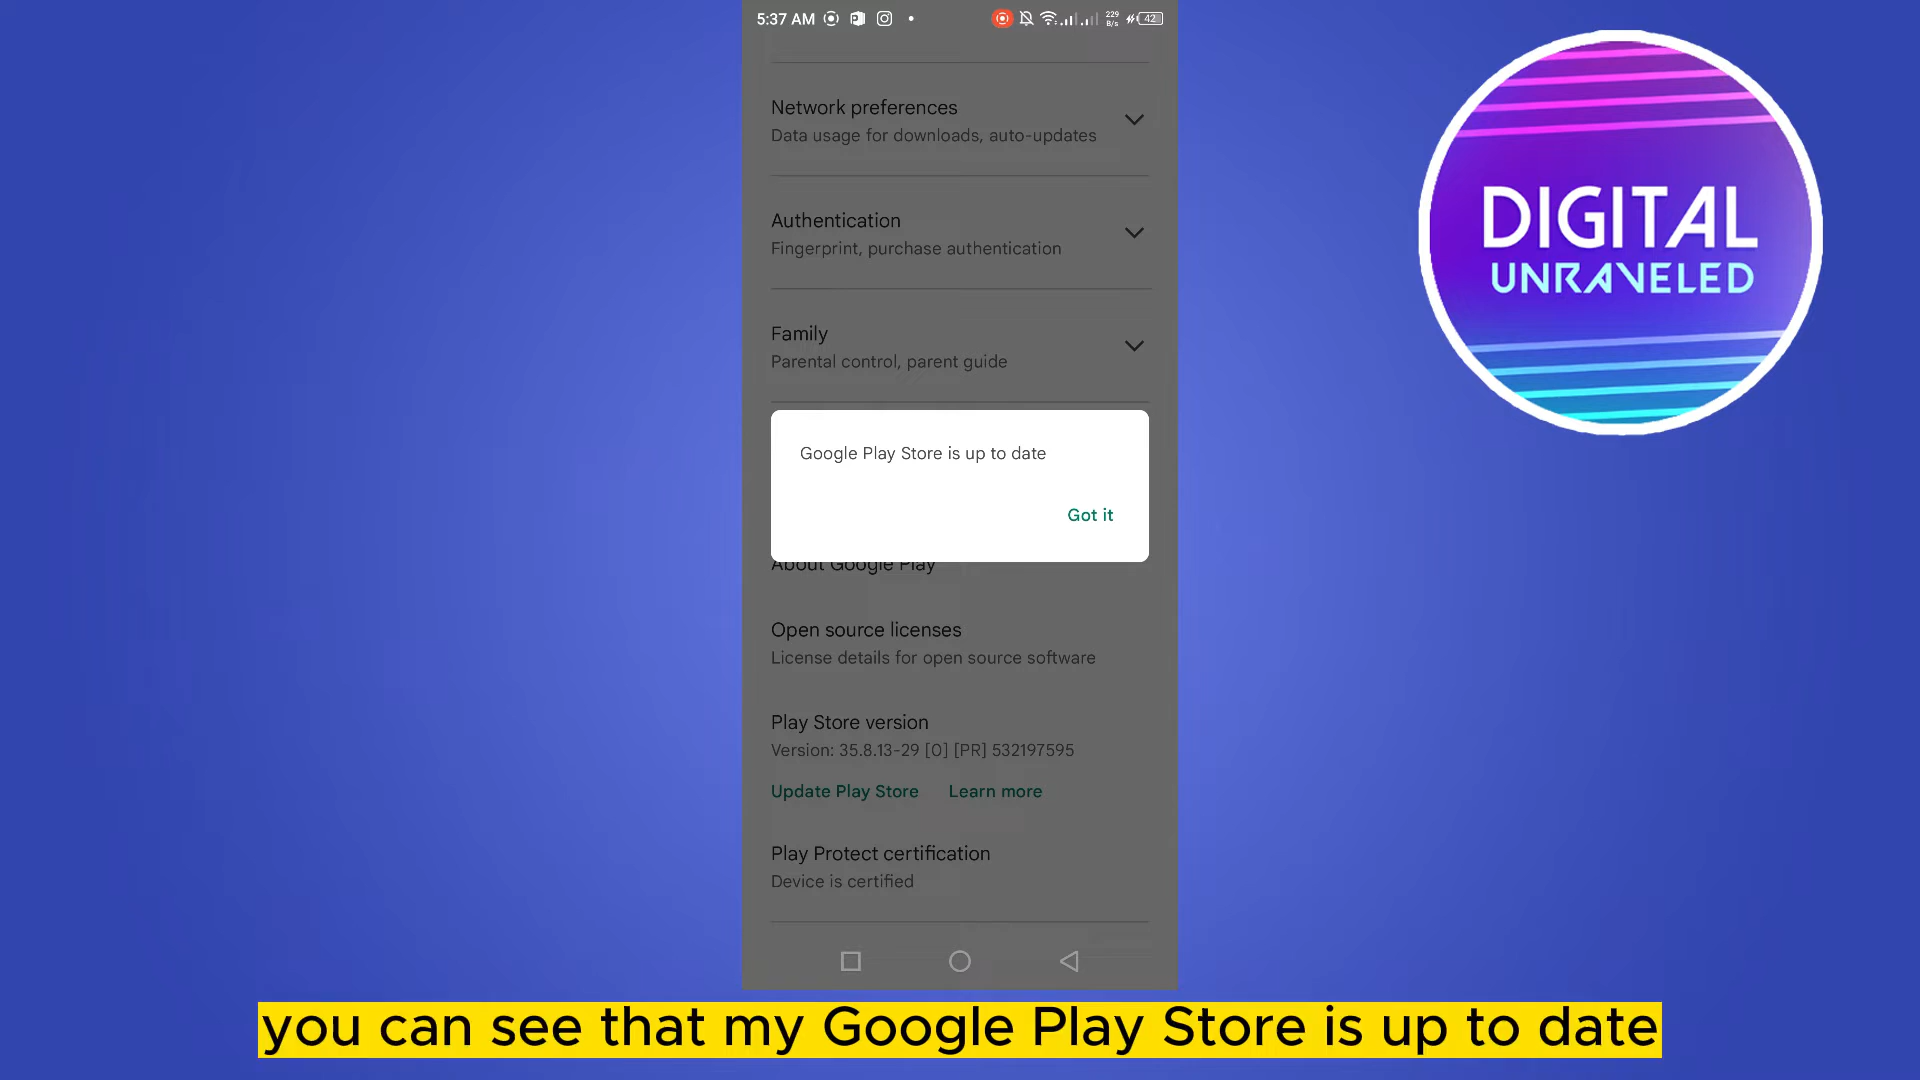 5:37 AM
229
B/s
42
Network preferences
Data usage for downloads, auto-updates
Authentication
Fingerprint, purchase authentication
Family
Parental control, parent guide
Google Play Store is up to date
Got it
About Google Play
Open source licenses
License details for open source software
Play Store version
Version: 35.8.13-29 [0] [PR] 532197595
Update Play Store Learn more
Play Protect certification
Device is certified
DIGITAL
UNRAVELED
you can see that my Google Play Store is up to date